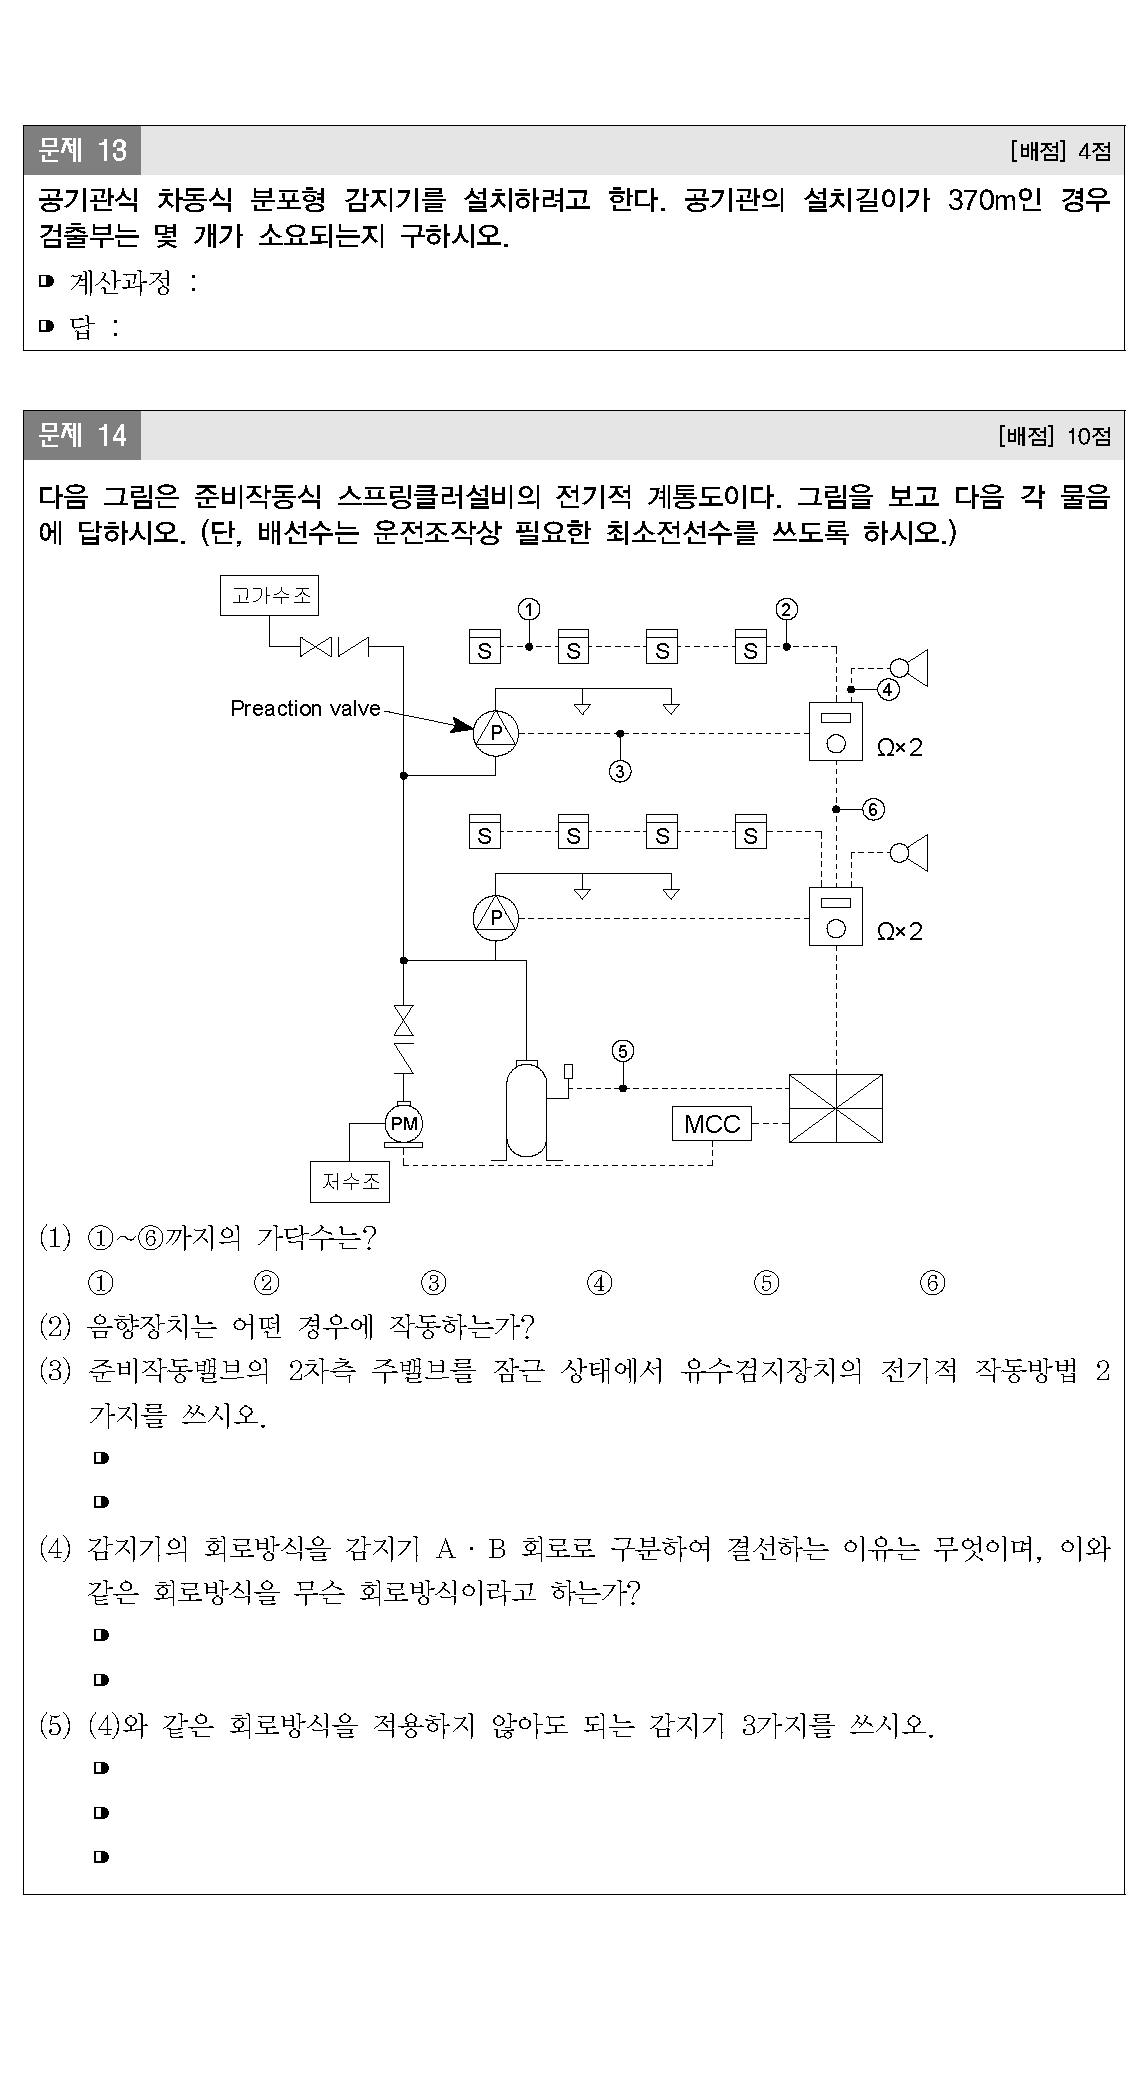 문제 13
[배점] 4점
공기관식 차동식 분포형 감지기를 설치하려고 한다. 공기관의 설치길이가 370m인 경우
검출부는 몇 개가 소요되는지 구하시오.
계산과정 :
답 :
문제 14
[배점] 10점
다음 그림은 준비작동식 스프링클러설비의 전기적 계통도이다. 그림을 보고 다음 각 물음
에 답하시오. (단, 배선수는 운전조작상 필요한 최소전선수를 쓰도록 하시오.)
고가수조
① ②
S S S S
④
Preaction valve
P
Ω×2
③
⑥
S S S S
P
Ω×2
⑤
PM
MCC
저수조
(1) ①~⑥까지의 가닥수는?
① ② ③ ④ ⑤ ⑥
(2) 음향장치는 어떤 경우에 작동하는가?
(3) 준비작동밸브의 2차측 주밸브를 잠근 상태에서 유수검지장치의 전기적 작동방법 2
가지를 쓰시오.
(4) 감지기의 회로방식을 감지기 A · B 회로로 구분하여 결선하는 이유는 무엇이며, 이와
같은 회로방식을 무슨 회로방식이라고 하는가?
(5) (4)와 같은 회로방식을 적용하지 않아도 되는 감지기 3가지를 쓰시오.